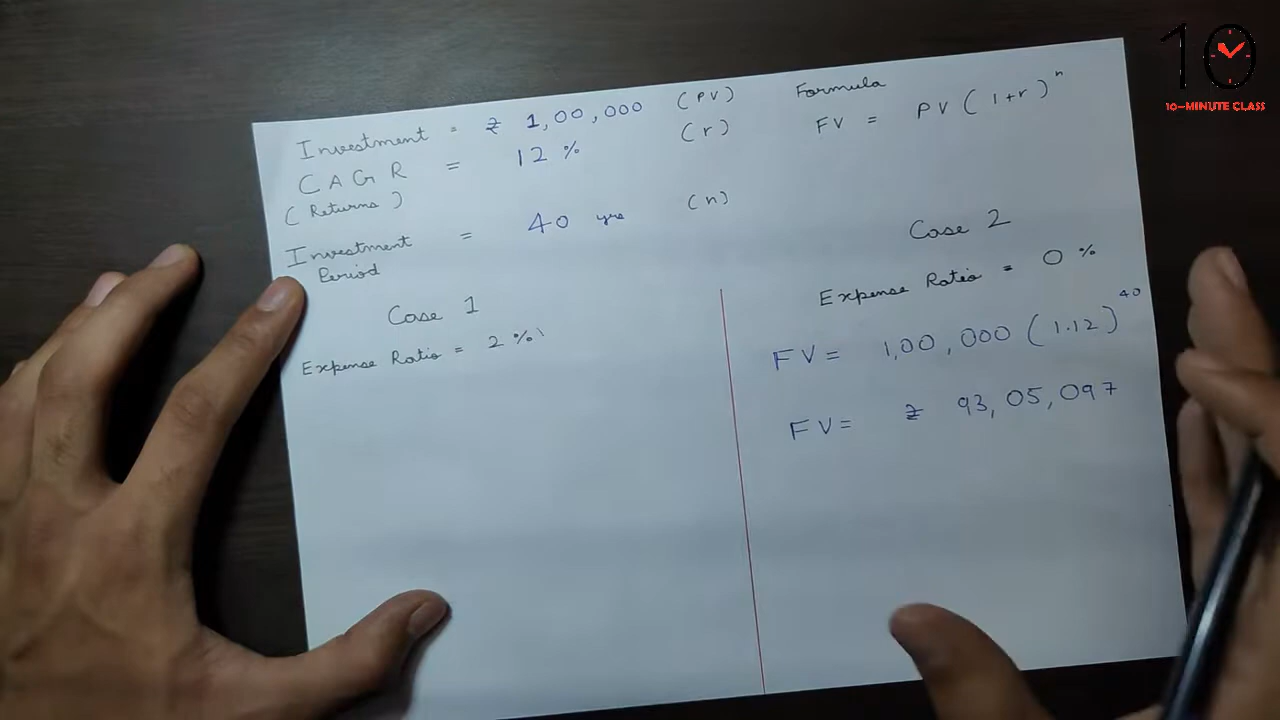 Investment = ₹ 1,00,000 (PV)
CAGR = 12 % (r)
(Returns)
Investment = 40 yrs (n)
Period
Formula
FV = PV (1+r)^n
Case 1
Expense Ratio = 2 %
Case 2
Expense Ratio = 0 %
FV = 1,00,000 (1.12)^40
FV = ₹ 93,05,097
10
10-MINUTE CLASS